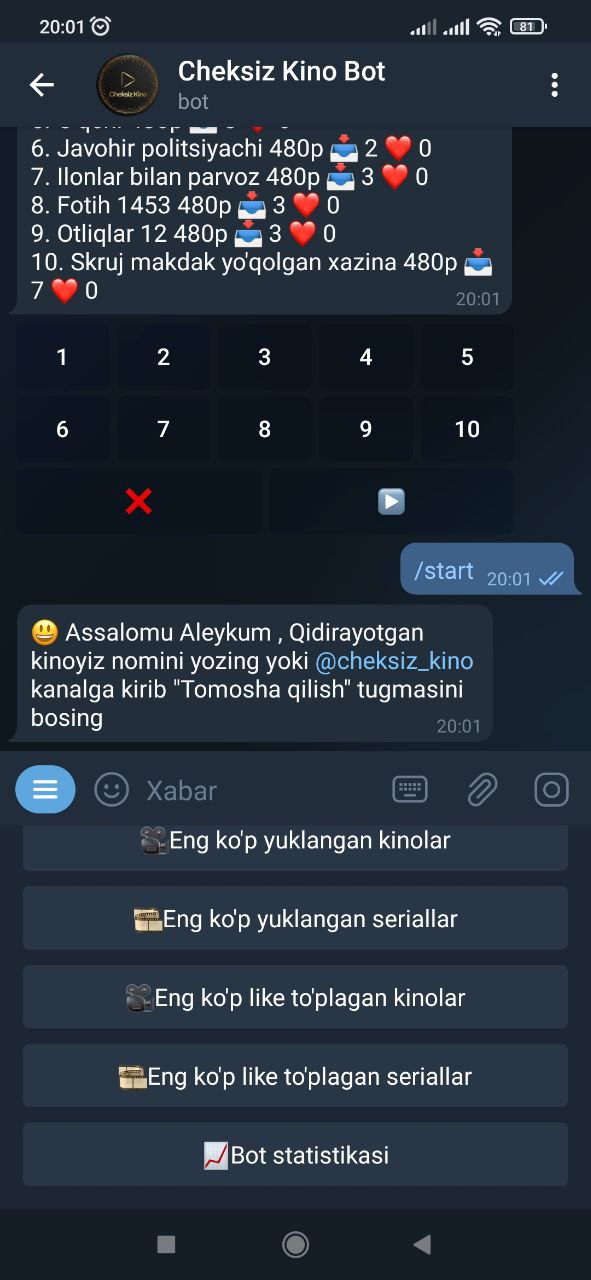 20:01
81
Cheksiz Kino
Cheksiz Kino Bot
bot
6. Javohir politsiyachi 480p 📥 2 ❤️ 0
7. Ilonlar bilan parvoz 480p 📥 3 ❤️ 0
8. Fotih 1453 480p 📥 3 ❤️ 0
9. Otliqlar 12 480p 📥 3 ❤️ 0
10. Skruj makdak yo'qolgan xazina 480p 📥
7 ❤️ 0
20:01
1 2 3 4 5
6 7 8 9 10
/start 20:01
😃 Assalomu Aleykum , Qidirayotgan
kinoyiz nomini yozing yoki @cheksiz_kino
kanalga kirib "Tomosha qilish" tugmasini
bosing
20:01
Xabar
🎥Eng ko'p yuklangan kinolar
Eng ko'p yuklangan seriallar
🎥Eng ko'p like to'plagan kinolar
Eng ko'p like to'plagan seriallar
📈Bot statistikasi